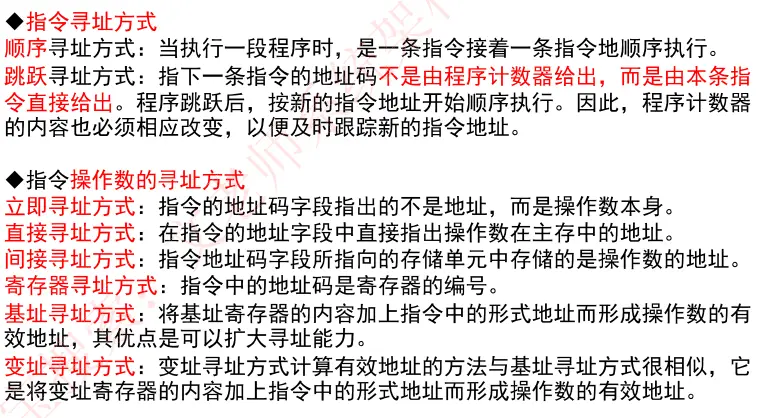 ◆指令寻址方式
顺序寻址方式：当执行一段程序时，是一条指令接着一条指令地顺序执行。
跳跃寻址方式：指下一条指令的地址码不是由程序计数器给出，而是由本条指
令直接给出。程序跳跃后，按新的指令地址开始顺序执行。因此，程序计数器
的内容也必须相应改变，以便及时跟踪新的指令地址。
◆指令操作数的寻址方式
立即寻址方式：指令的地址码字段指出的不是地址，而是操作数本身。
直接寻址方式：在指令的地址字段中直接指出操作数在主存中的地址。
间接寻址方式：指令地址码字段所指向的存储单元中存储的是操作数的地址。
寄存器寻址方式：指令中的地址码是寄存器的编号。
基址寻址方式：将基址寄存器的内容加上指令中的形式地址而形成操作数的有
效地址，其优点是可以扩大寻址能力。
变址寻址方式：变址寻址方式计算有效地址的方法与基址寻址方式很相似，它
是将变址寄存器的内容加上指令中的形式地址而形成操作数的有效地址。